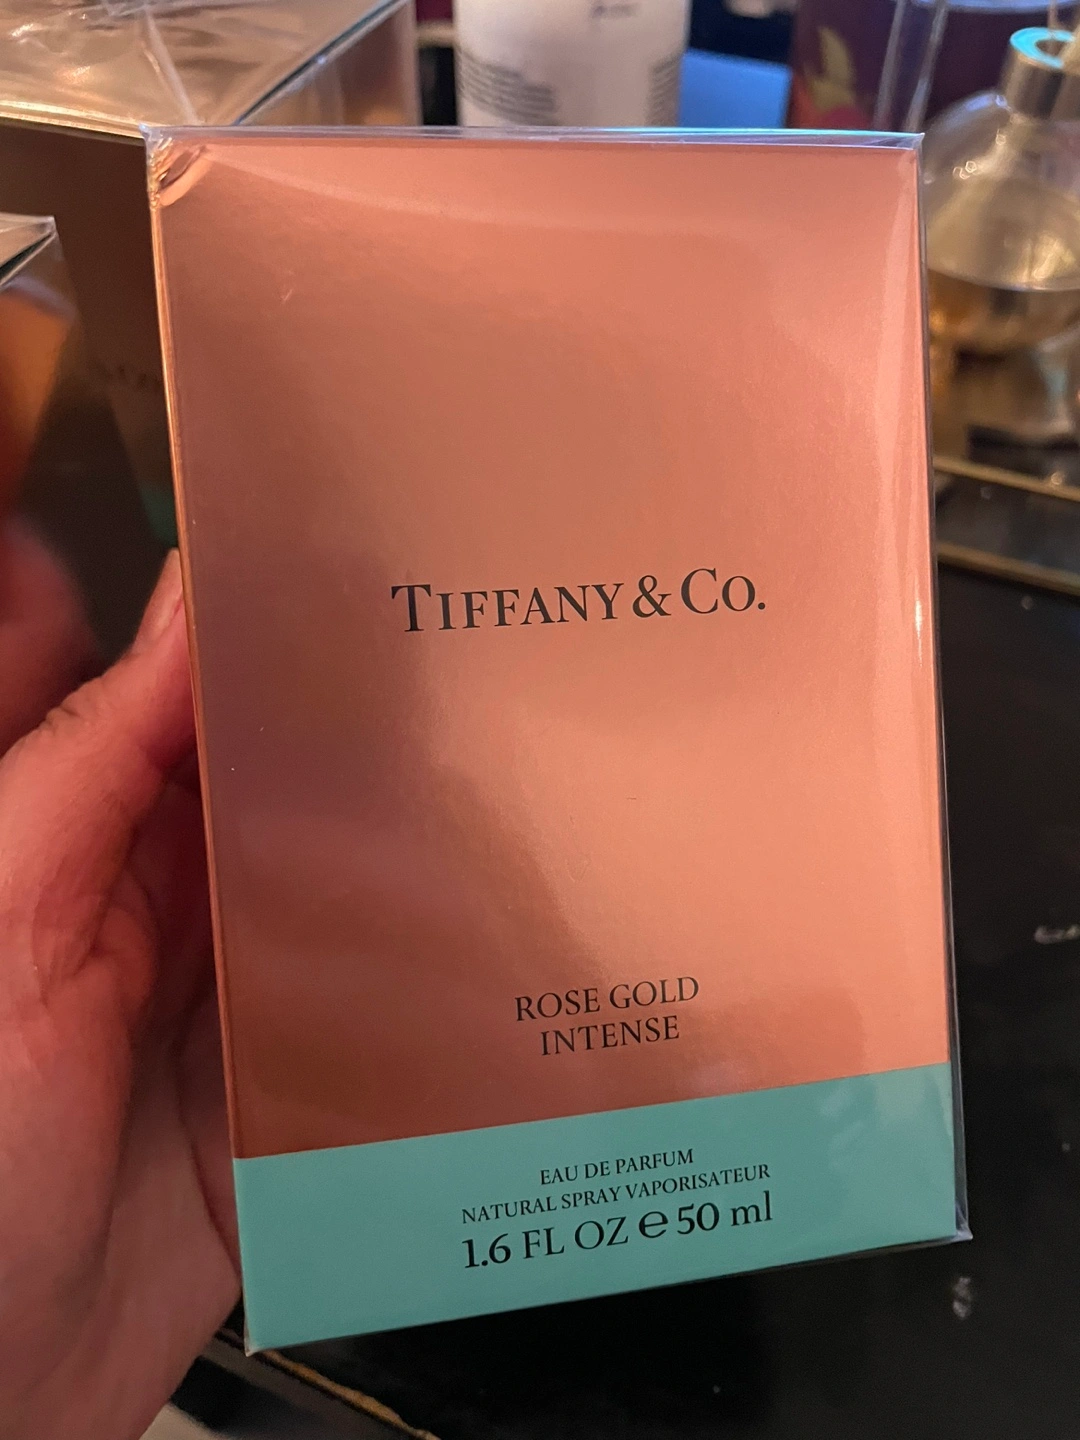 TIFFANY & CO.
ROSE GOLD
INTENSE
EAU DE PARFUM
NATURAL SPRAY VAPORISATEUR
1.6 FL OZ ℮ 50 ml